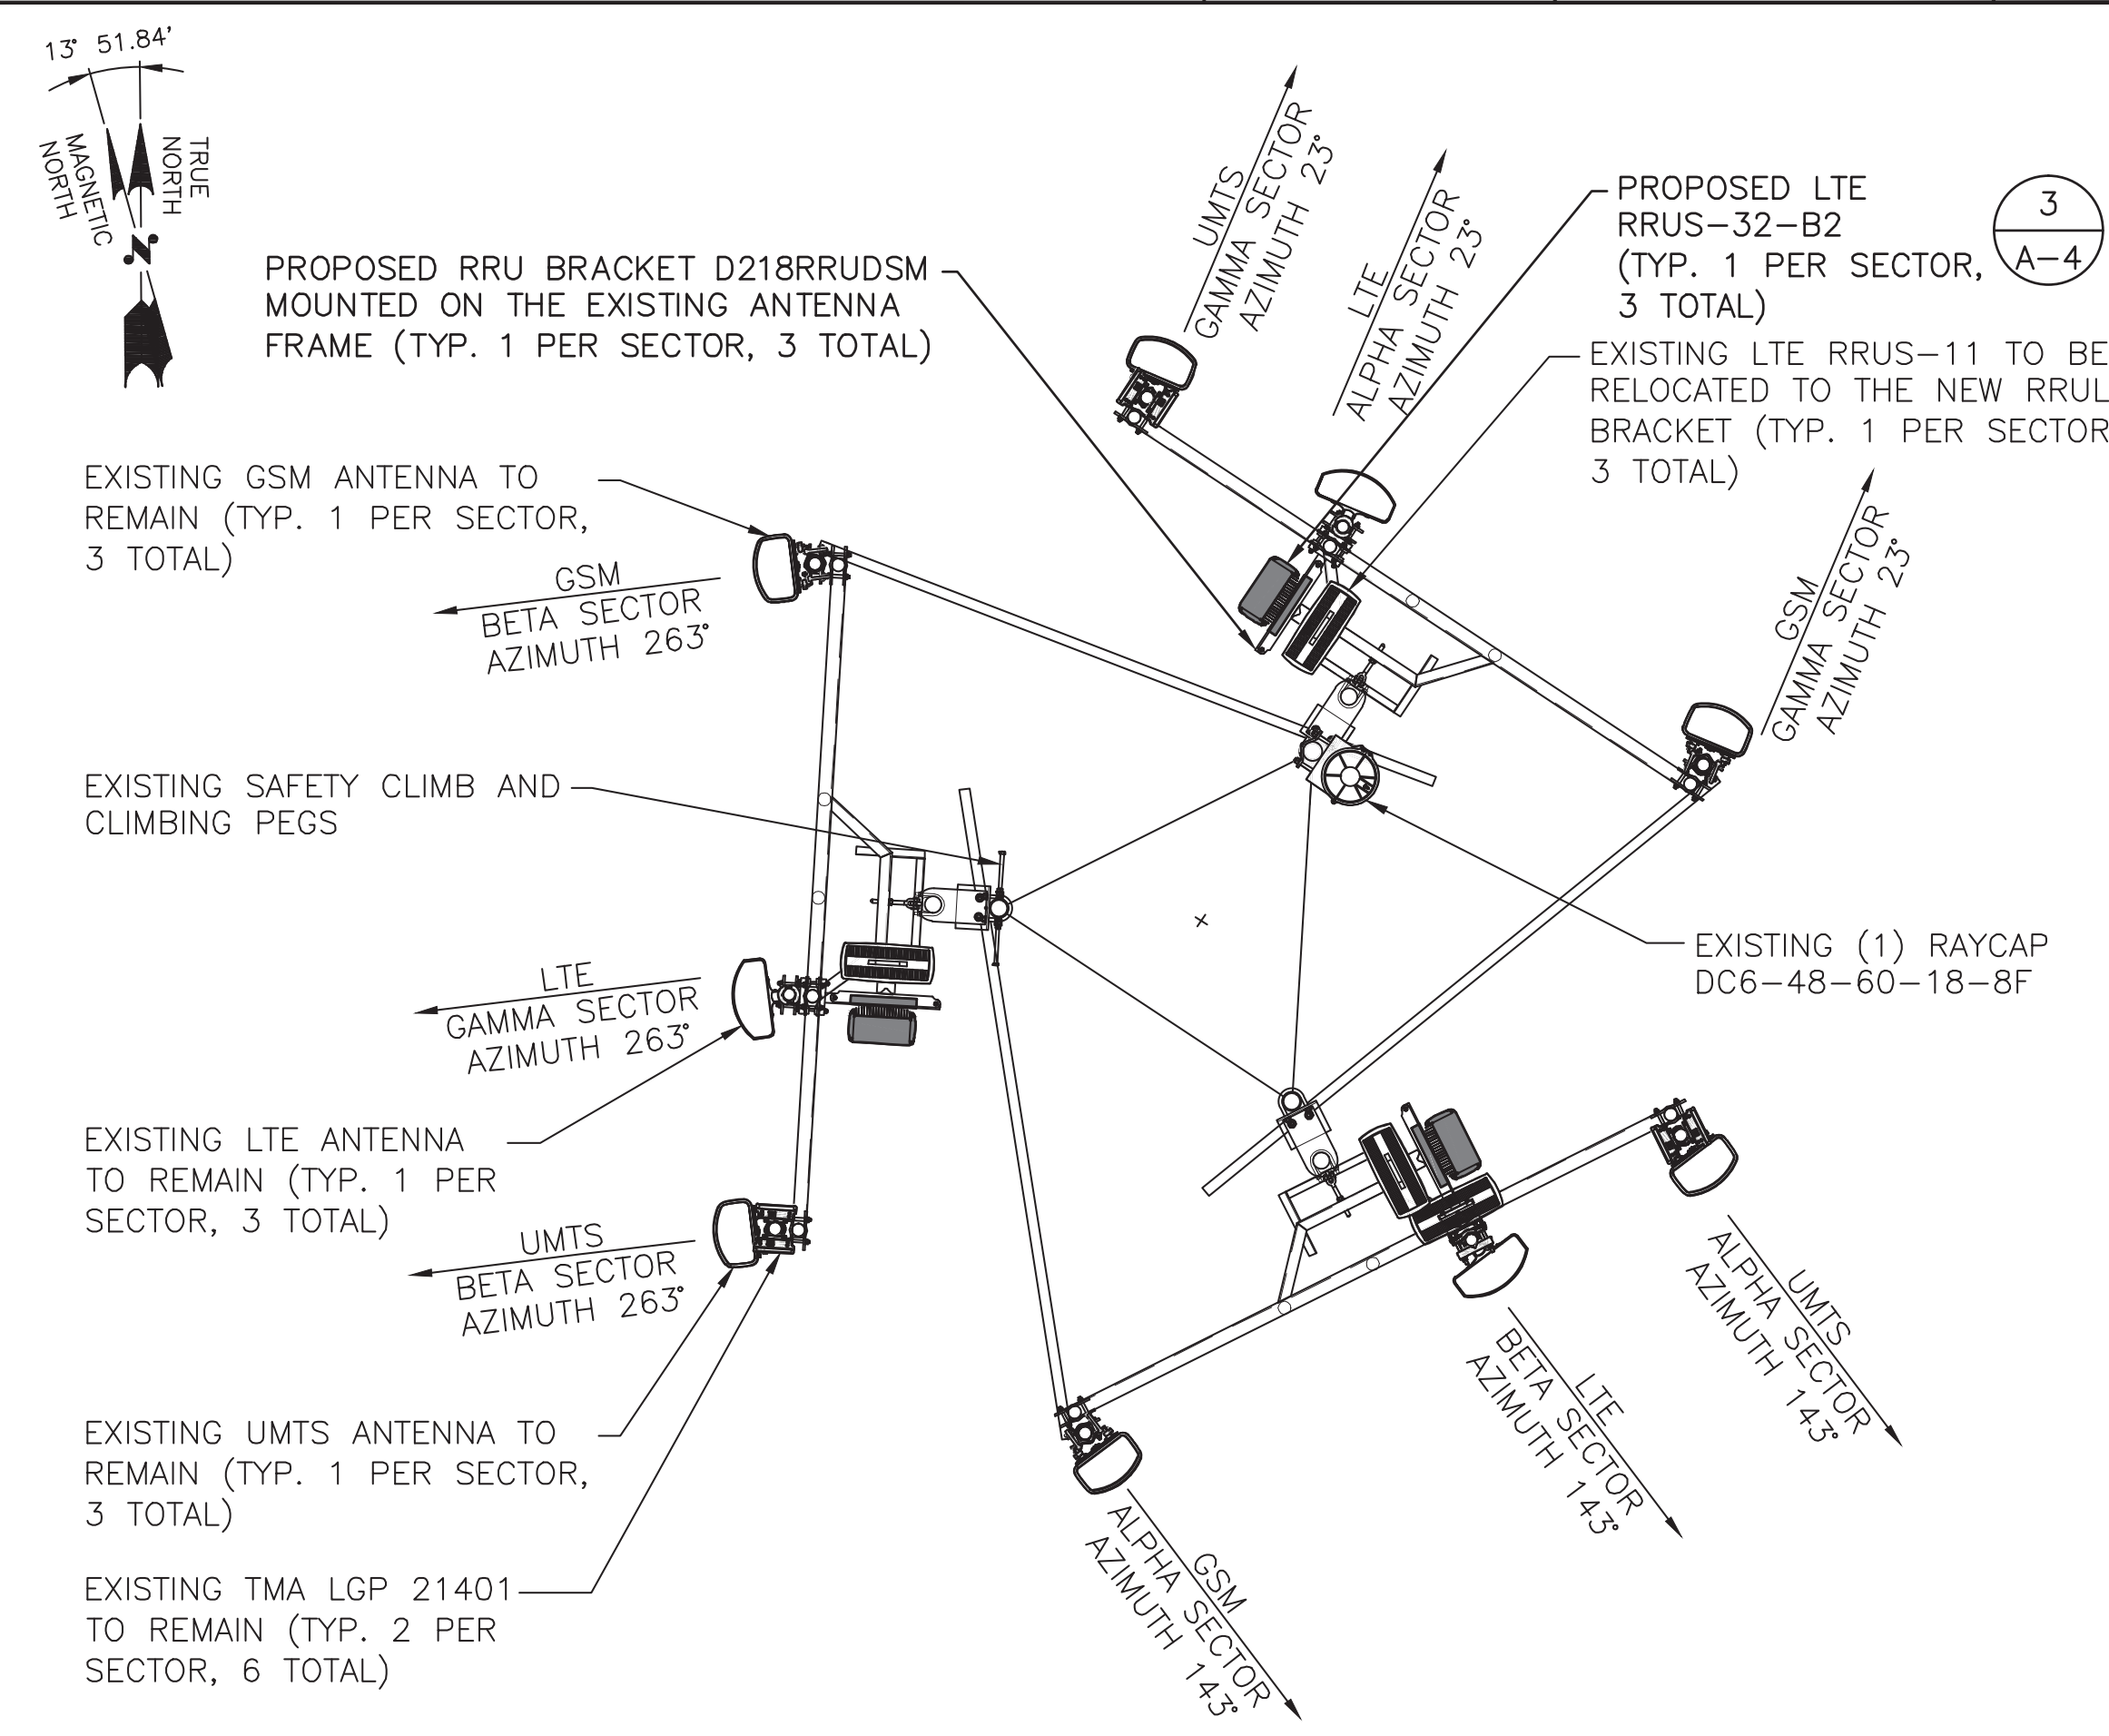 13° 51.84'
TRUE
NORTH
MAGNETIC
NORTH
PROPOSED RRU BRACKET D218RRUDSM
MOUNTED ON THE EXISTING ANTENNA
FRAME (TYP. 1 PER SECTOR, 3 TOTAL)
UMTS
GAMMA SECTOR
AZIMUTH 23°
LTE
ALPHA SECTOR
AZIMUTH 23°
PROPOSED LTE
RRUS-32-B2
(TYP. 1 PER SECTOR,
3 TOTAL)
3
A-4
EXISTING LTE RRUS-11 TO BE
RELOCATED TO THE NEW RRUL
BRACKET (TYP. 1 PER SECTOR
3 TOTAL)
GSM
GAMMA SECTOR
AZIMUTH 23°
EXISTING GSM ANTENNA TO
REMAIN (TYP. 1 PER SECTOR,
3 TOTAL)
GSM
BETA SECTOR
AZIMUTH 263°
EXISTING SAFETY CLIMB AND
CLIMBING PEGS
EXISTING (1) RAYCAP
DC6-48-60-18-8F
LTE
GAMMA SECTOR
AZIMUTH 263°
EXISTING LTE ANTENNA
TO REMAIN (TYP. 1 PER
SECTOR, 3 TOTAL)
UMTS
BETA SECTOR
AZIMUTH 263°
UMTS
ALPHA SECTOR
AZIMUTH 143°
LTE
BETA SECTOR
AZIMUTH 143°
EXISTING UMTS ANTENNA TO
REMAIN (TYP. 1 PER SECTOR,
3 TOTAL)
GSM
ALPHA SECTOR
AZIMUTH 143°
EXISTING TMA LGP 21401
TO REMAIN (TYP. 2 PER
SECTOR, 6 TOTAL)